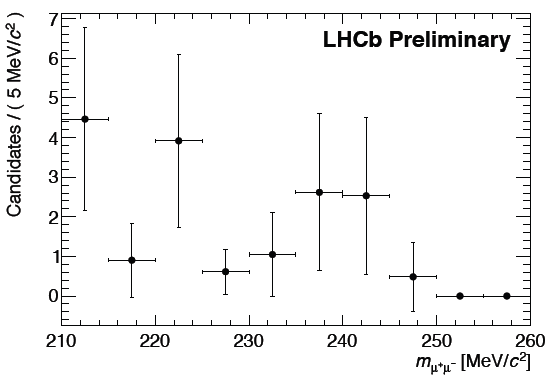 LHCb Preliminary
Candidates / ( 5 MeV/c² )
7
6
5
4
3
2
1
0
210 220 230 240 250 260
m_μ⁺μ⁻ [MeV/c²]